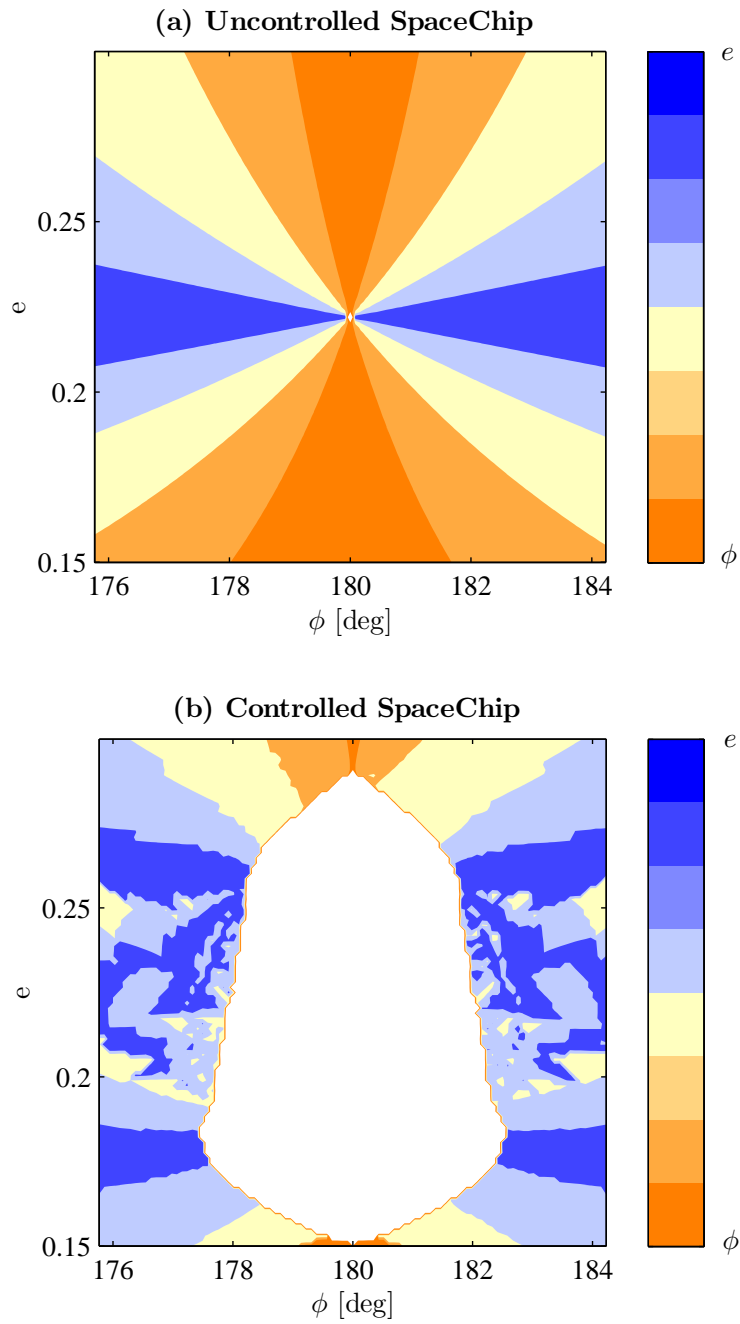 (a) Uncontrolled SpaceChip
e
0.25
e
0.2
0.15
ϕ
176 178 180 182 184
ϕ [deg]
(b) Controlled SpaceChip
e
0.25
e
0.2
0.15
ϕ
176 178 180 182 184
ϕ [deg]